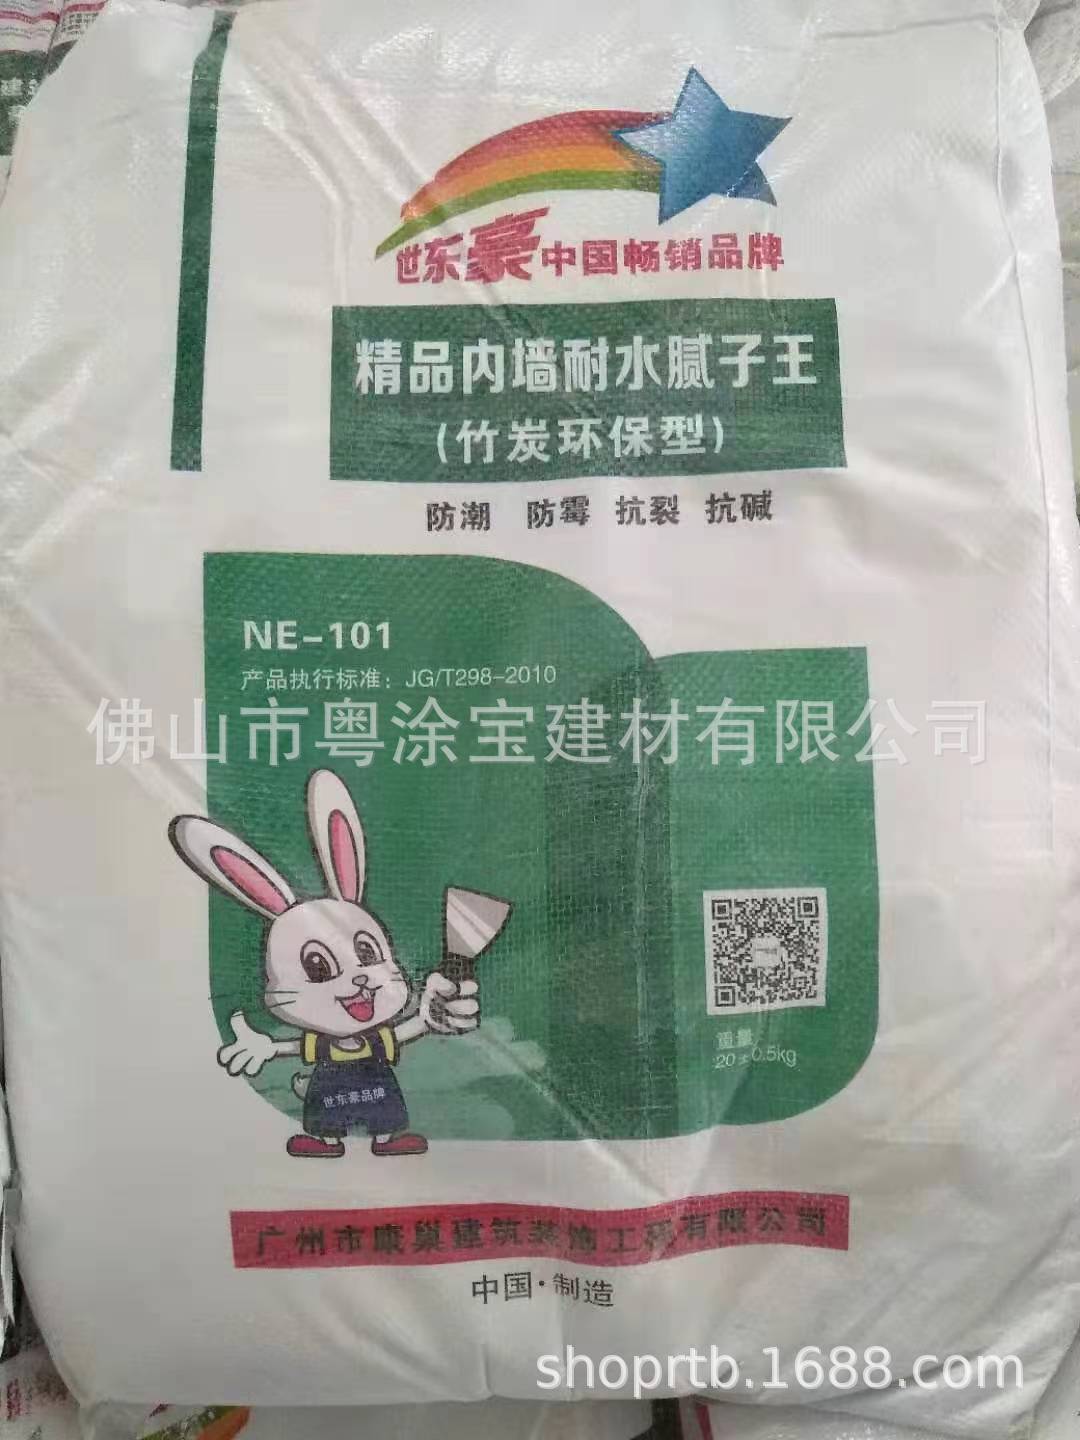 世东豪中国畅销品牌
精品内墙耐水腻子王
(竹炭环保型)
防潮 防霉 抗裂 抗碱
NE-101
产品执行标准：JG/T298-2010
佛山市粤涂宝建材有限公司
重量
20±0.5kg
世东豪品牌
广州市康巢建筑装饰工程有限公司
中国·制造
shoprtb.1688.com